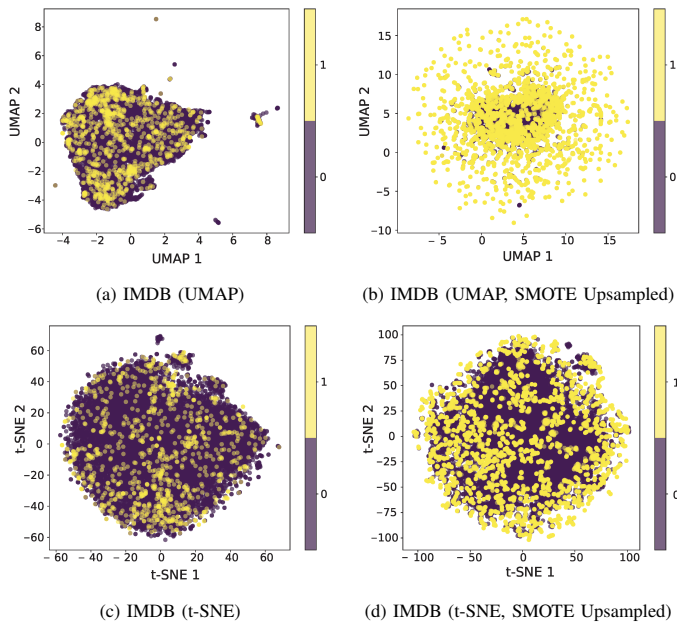 8
6
4
2
0
−2
−4
−6
UMAP 2
−4 −2 0 2 4 6 8
UMAP 1
1
0
(a) IMDB (UMAP)
15
10
5
0
−5
−10
UMAP 2
−5 0 5 10 15
UMAP 1
1
0
(b) IMDB (UMAP, SMOTE Upsampled)
60
40
20
0
−20
−40
−60
t-SNE 2
−60 −40 −20 0 20 40 60
t-SNE 1
1
0
(c) IMDB (t-SNE)
100
75
50
25
0
−25
−50
−75
−100
t-SNE 2
−100 −50 0 50 100
t-SNE 1
(d) IMDB (t-SNE, SMOTE Upsampled)